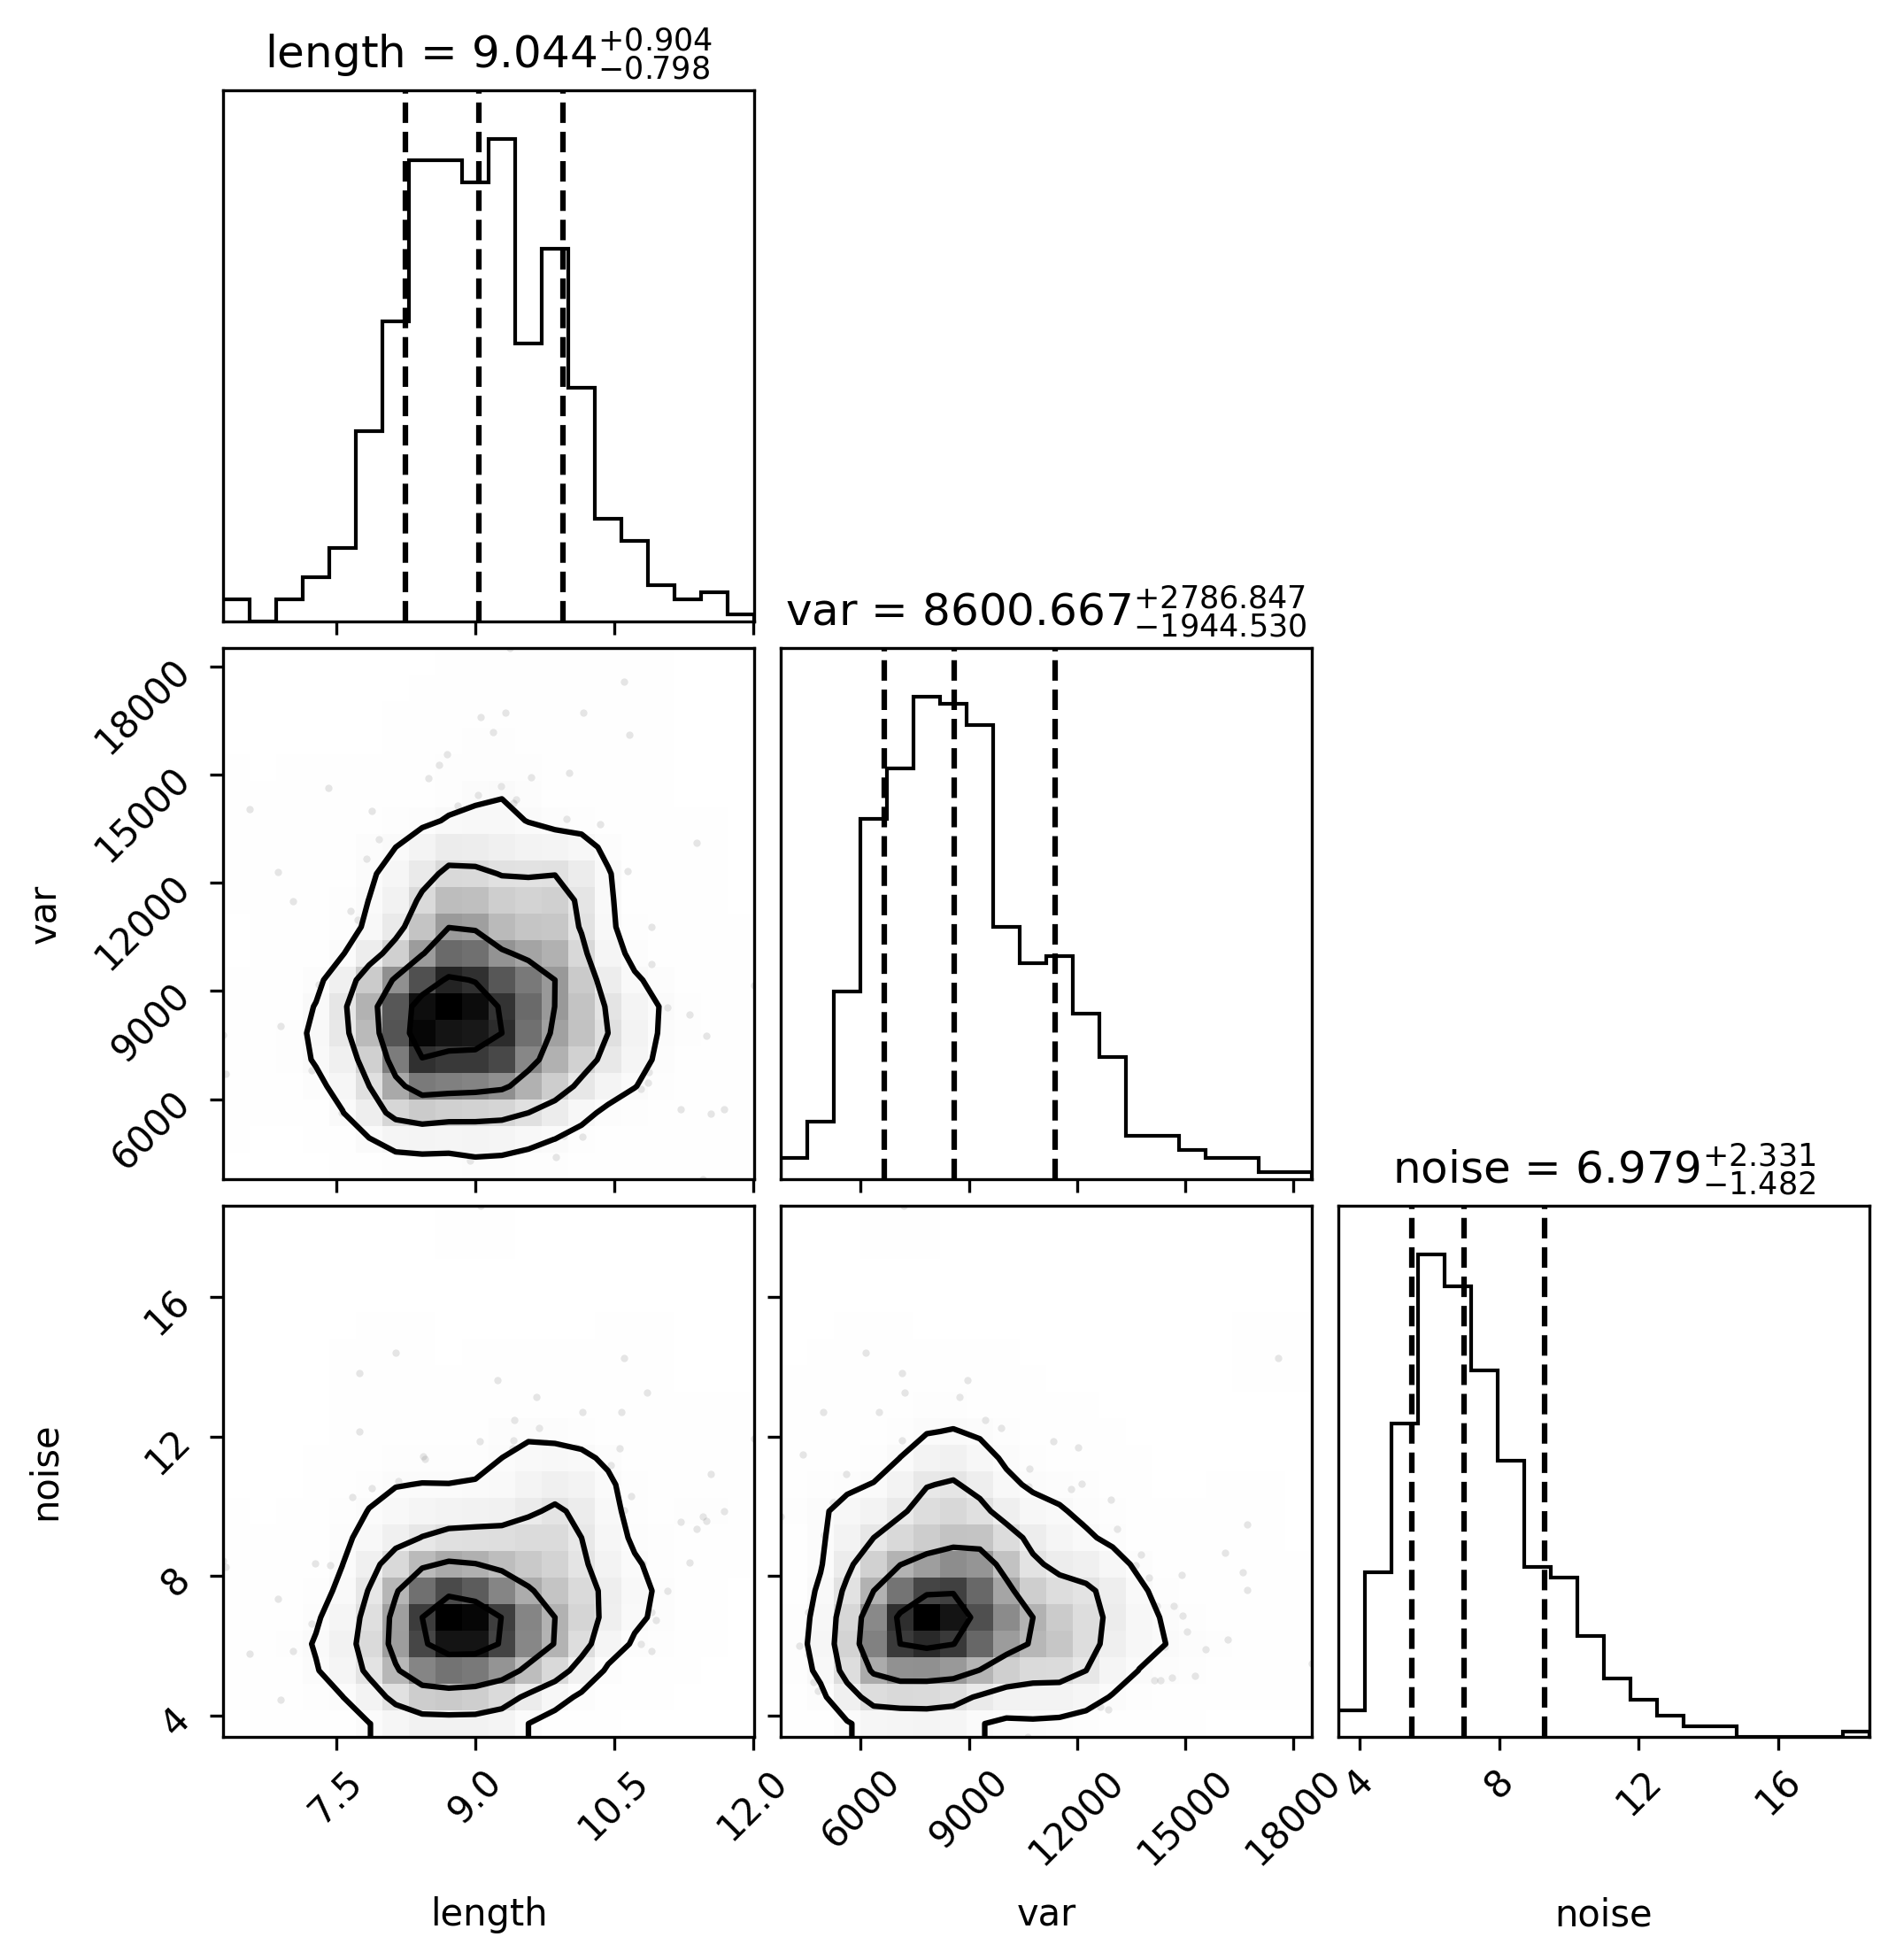 length = 9.044 +0.904 −0.798
var = 8600.667 +2786.847 −1944.530
18000
15000
12000
9000
6000
var
noise = 6.979 +2.331 −1.482
16
12
8
4
noise
7.5 9.0 10.5 12.0 6000 9000 12000 15000 18000 4 8 12 16
length var noise